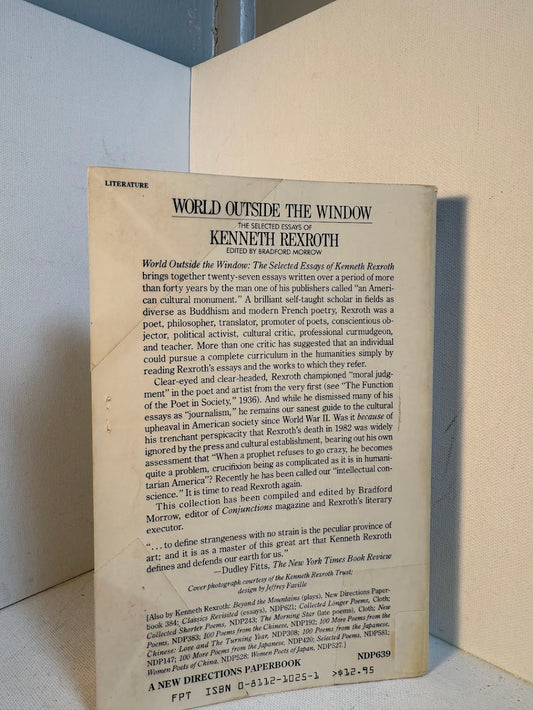 LITERATURE
WORLD OUTSIDE THE WINDOW
THE SELECTED ESSAYS OF
KENNETH REXROTH
EDITED BY BRADFORD MORROW
World Outside the Window: The Selected Essays of Kenneth Rexroth
brings together twenty-seven essays written over a period of more
than forty years by the man one of his publishers called "an Ameri-
can cultural monument." A brilliant self-taught scholar in fields as
diverse as Buddhism and modern French poetry, Rexroth was a
poet, philosopher, translator, promoter of poets, conscientious ob-
jector, political activist, cultural critic, professional curmudgeon,
and teacher. More than one critic has suggested that an individual
could pursue a complete curriculum in the humanities simply by
reading Rexroth's essays and the works to which they refer.
Clear-eyed and clear-headed, Rexroth championed "moral judg-
ment" in the poet and artist from the very first (see "The Function
of the Poet in Society," 1936). And while he dismissed many of his
essays as "journalism," he remains our sanest guide to the cultural
upheaval in American society since World War II. Was it because of
his trenchant perspicacity that Rexroth's death in 1982 was widely
ignored by the press and cultural establishment, bearing out his own
assessment that "When a prophet refuses to go crazy, he becomes
quite a problem, crucifixion being as complicated as it is in humani-
tarian America"? Recently he has been called our "intellectual con-
science." It is time to read Rexroth again.
This collection has been compiled and edited by Bradford
Morrow, editor of Conjunctions magazine and Rexroth's literary
executor.
". . . to define strangeness with no strain is the peculiar province of
art; and it is as a master of this great art that Kenneth Rexroth
defines and defends our earth for us."
—Dudley Fitts, The New York Times Book Review
Cover photograph courtesy of the Kenneth Rexroth Trust;
design by Jeffrey Faville
[Also by Kenneth Rexroth: Beyond the Mountains (plays), New Directions Paper-
book 384; Classics Revisited (essays), NDP621; Collected Longer Poems, Cloth;
Collected Shorter Poems, NDP243; The Morning Star (late poems), Cloth; New
Poems, NDP383; 100 Poems from the Chinese, NDP192; 100 More Poems from the
Chinese: Love and The Turning Year, NDP308; 100 Poems from the Japanese,
NDP147; 100 More Poems from the Japanese, NDP420; Selected Poems, NDP581;
Women Poets of China, NDP528; Women Poets of Japan, NDP527.]
A NEW DIRECTIONS PAPERBOOK NDP639
FPT ISBN 0-8112-1025-1 >$12.95